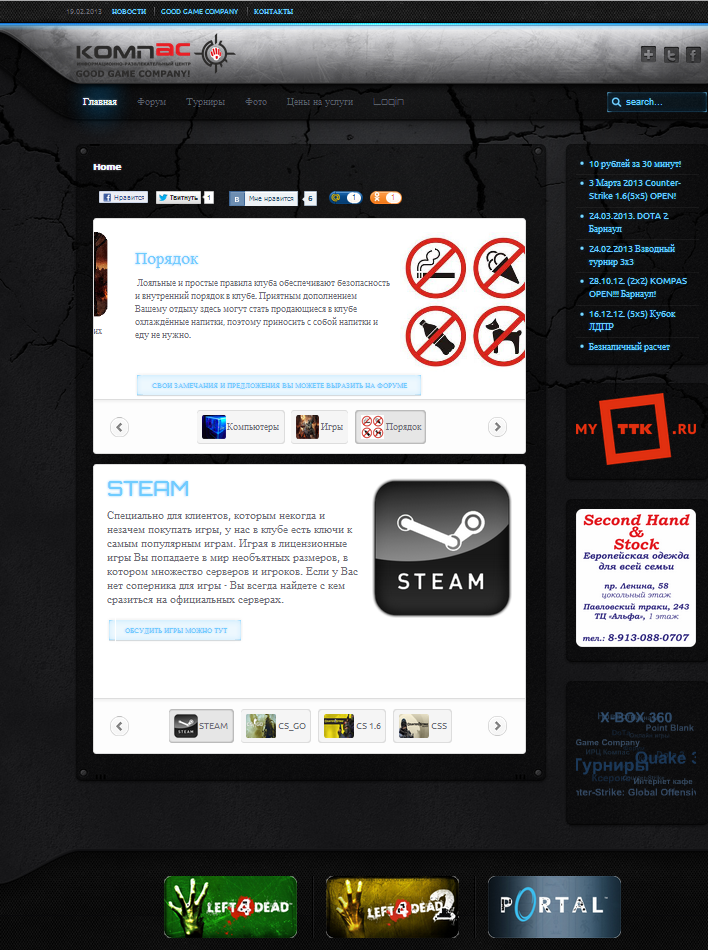 19.02.2013 НОВОСТИ GOOD GAME COMPANY КОНТАКТЫ
КОМПАС
ИНФОРМАЦИОННО-РАЗВЛЕКАТЕЛЬНЫЙ ЦЕНТР
GOOD GAME COMPANY!
Главная Форум Турниры Фото Цены на услуги Login
search...
Home
Нравится Твитнуть 1 Мне нравится 6 1 1
Порядок
Лояльные и простые правила клуба обеспечивают безопасность
и внутренний порядок в клубе. Приятным дополнением
Вашему отдыху здесь могут стать продающиеся в клубе
охлаждённые напитки, поэтому приносить с собой напитки и
еду не нужно.
их
СВОИ ЗАМЕЧАНИЯ И ПРЕДЛОЖЕНИЯ ВЫ МОЖЕТЕ ВЫРАЗИТЬ НА ФОРУМЕ
Компьютеры Игры Порядок
STEAM
Специально для клиентов, которым некогда и
незачем покупать игры, у нас в клубе есть ключи к
самым популярным играм. Играя в лицензионные
игры Вы попадаете в мир необъятных размеров, в
котором множество серверов и игроков. Если у Вас
нет соперника для игры - Вы всегда найдете с кем
сразиться на официальных серверах.
STEAM
ОБСУДИТЬ ИГРЫ МОЖНО ТУТ
STEAM STEAM CS_GO CS 1.6 CSS
10 рублей за 30 минут!
3 Марта 2013 Counter-
Strike 1.6(5x5) OPEN!
24.03.2013. DOTA 2.
Барнаул
24.02.2013 Взводный
турнир 3х3
28.10.12. (2x2) KOMPAS
OPEN!!! Барнаул!
16.12.12. (5x5) Кубок
ЛДПР
Безналичный расчет
MY ТТК .RU
Second Hand
&
Stock
Европейская одежда
для всей семьи
пр. Ленина, 58
цокольный этаж
Павловский тракт, 243
ТЦ «Альфа», 1 этаж
тел.: 8-913-088-0707
X-BOX 360
Point Blank
Game Company
Quake 3
Турниры
Интернет кафе
nter-Strike: Global Offensiv
LEFT 4 DEAD
LEFT 4 DEAD 2
PORTAL